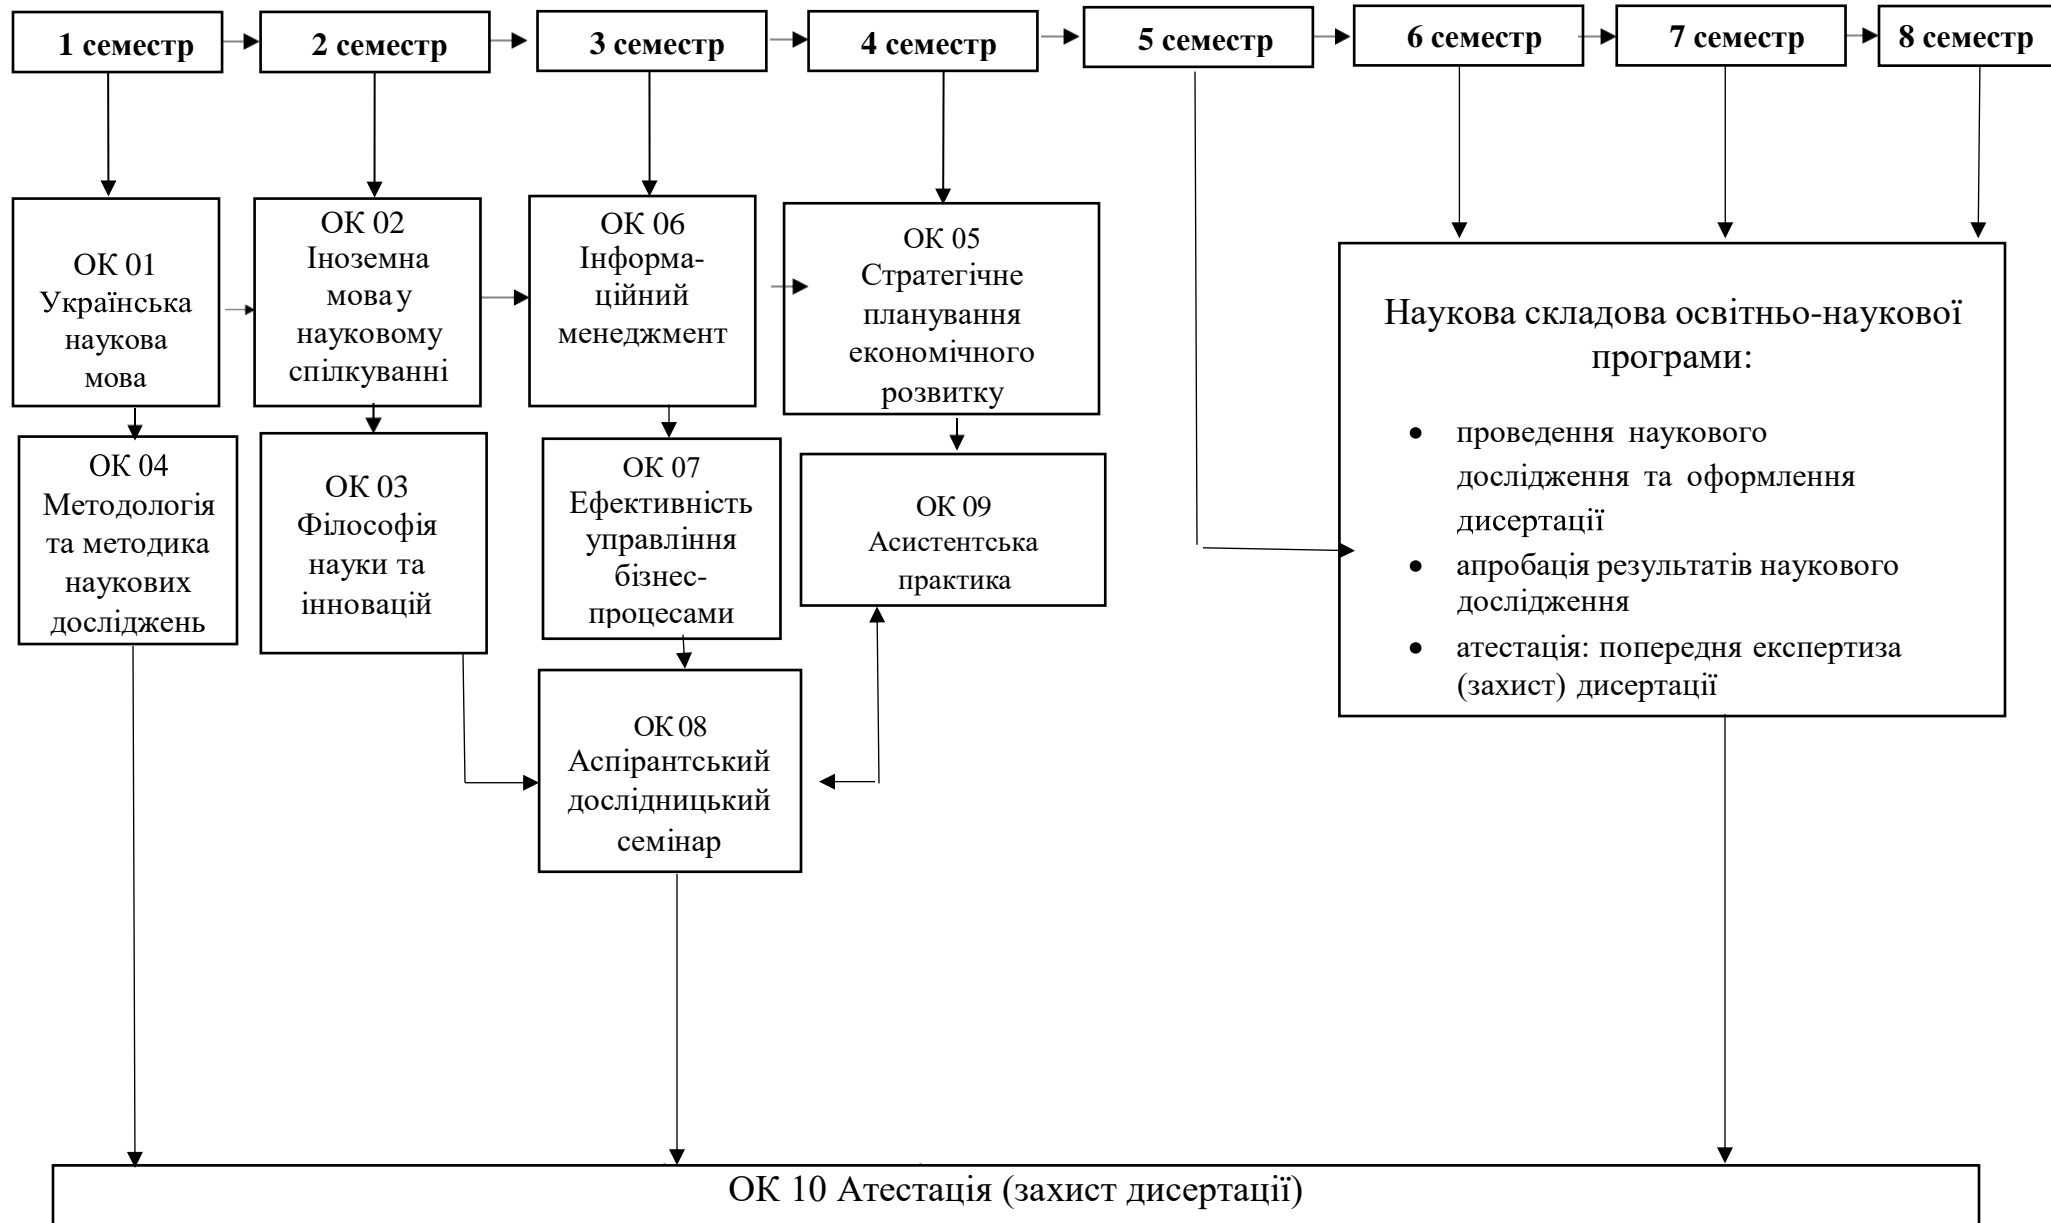 1 семестр
2 семестр
3 семестр
4 семестр
5 семестр
6 семестр
7 семестр
8 семестр
ОК 01
Українська
наукова
мова
ОК 02
Іноземна
мова у
науковому
спілкуванні
ОК 06
Інформа-
ційний
менеджмент
ОК 05
Стратегічне
планування
економічного
розвитку
ОК 04
Методологія
та методика
наукових
досліджень
ОК 03
Філософія
науки та
інновацій
ОК 07
Ефективність
управління
бізнес-
процесами
ОК 09
Асистентська
практика
ОК 08
Аспірантський
дослідницький
семінар
Наукова складова освітньо-наукової
програми:
• проведення наукового
дослідження та оформлення
дисертації
• апробація результатів наукового
дослідження
• атестація: попередня експертиза
(захист) дисертації
ОК 10 Атестація (захист дисертації)